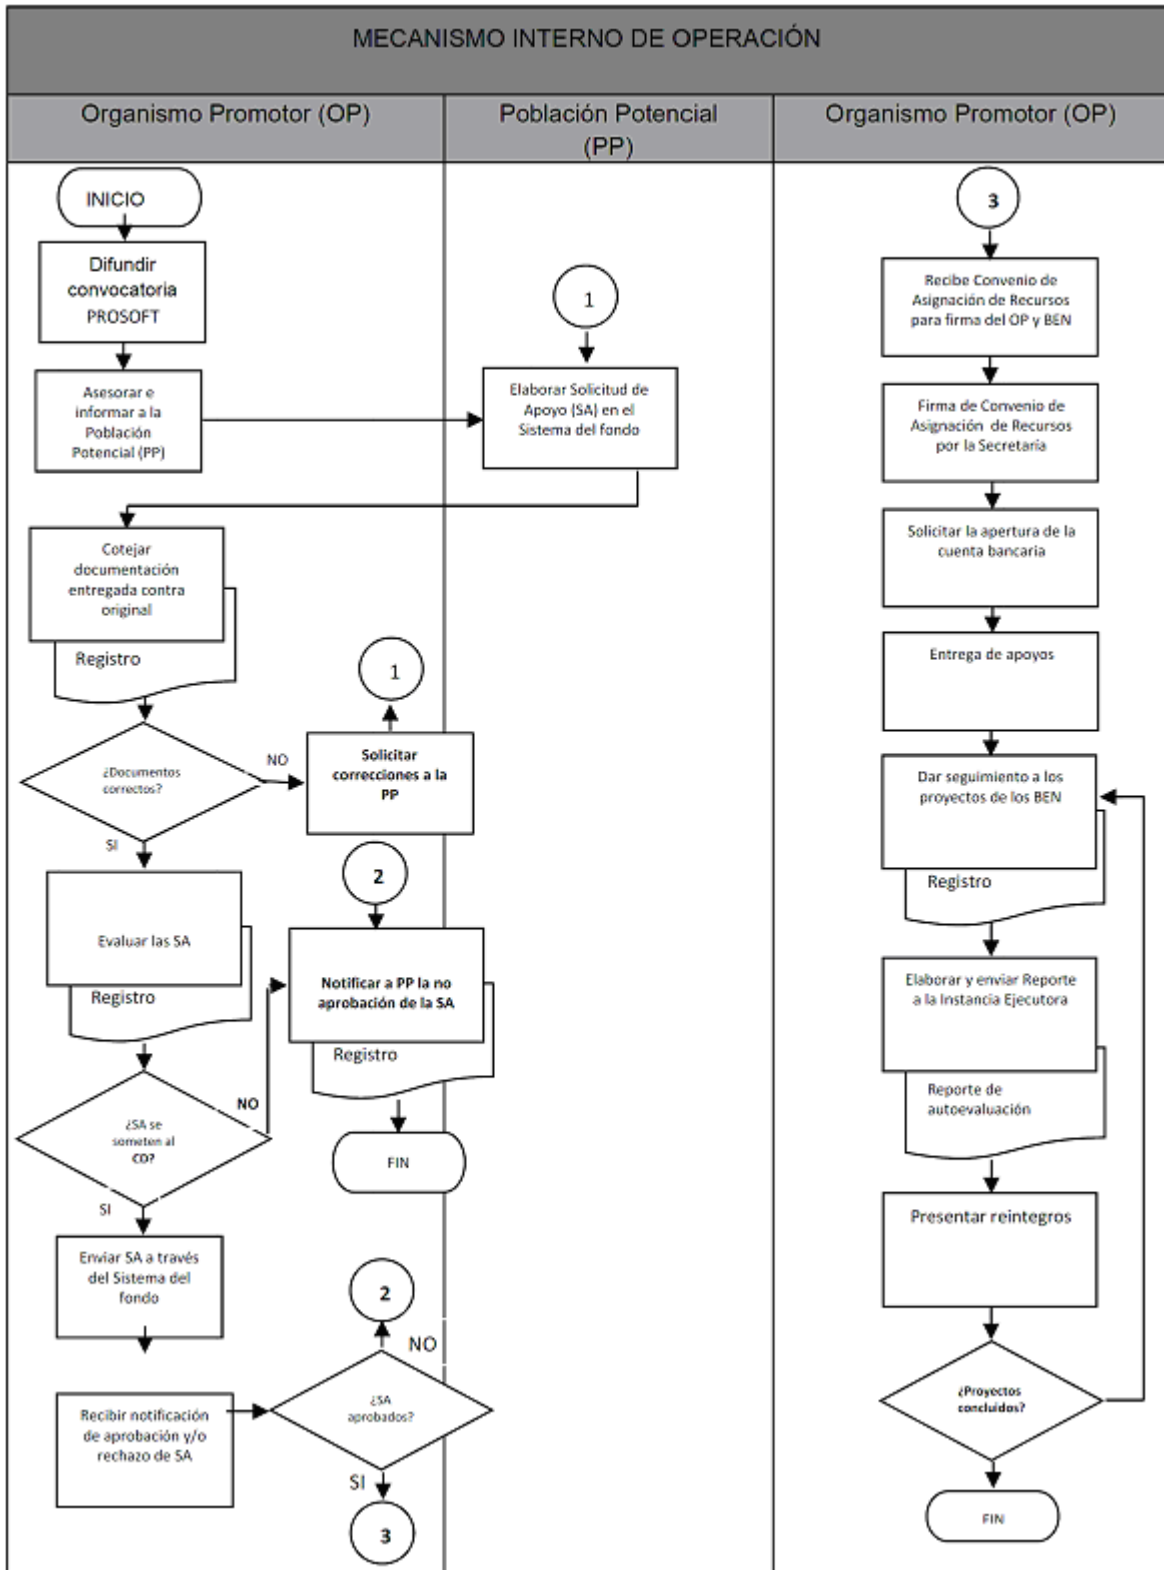 MECANISMO INTERNO DE OPERACIÓN
Organismo Promotor (OP)
Población Potencial
(PP)
Organismo Promotor (OP)
INICIO
Difundir
convocatoria
PROSOFT
Asesorar e
informar a la
Población
Potencial (PP)
1
Elaborar Solicitud de
Apoyo (SA) en el
Sistema del fondo
Cotejar
documentación
entregada contra
original
Registro
1
¿Documentos
correctos?
NO
Solicitar
correcciones a la
PP
SI
2
Evaluar las SA
Registro
Notificar a PP la no
aprobación de la SA
Registro
¿SA se
someten al
CD?
NO
FIN
SI
Enviar SA a través
del Sistema del
fondo
2
NO
Recibir notificación
de aprobación y/o
rechazo de SA
¿SA
aprobados?
SI
3
3
Recibe Convenio de
Asignación de Recursos
para firma del OP y BEN
Firma de Convenio de
Asignación de Recursos
por la Secretaria
Solicitar la apertura de la
cuenta bancaria
Entrega de apoyos
Dar seguimiento a los
proyectos de los BEN
Registro
Elaborar y enviar Reporte
a la Instancia Ejecutora
Reporte de
autoevaluación
Presentar reintegros
¿Proyectos
concluidos?
FIN